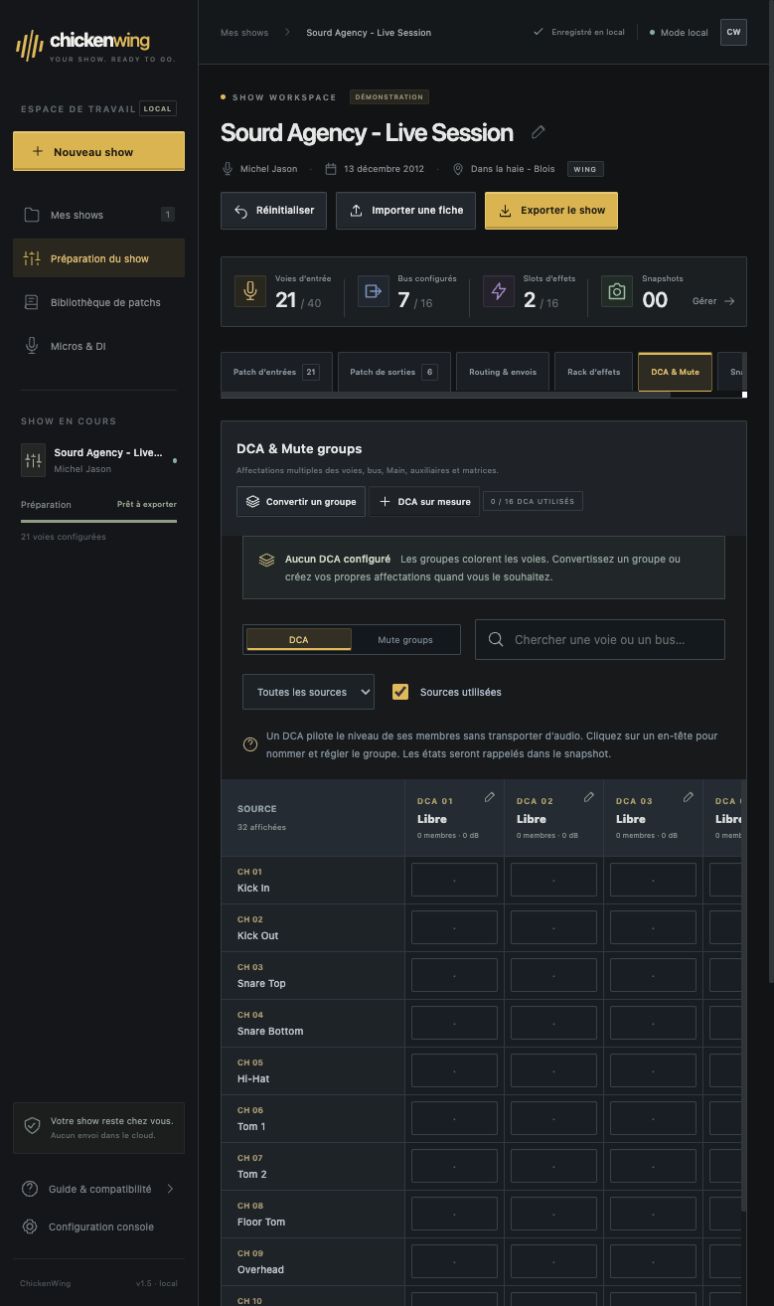 chickenwing
YOUR SHOW. READY TO GO.
ESPACE DE TRAVAIL LOCAL
Nouveau show
Mes shows 1
Préparation du show
Bibliothèque de patchs
Micros & DI
SHOW EN COURS
Sourd Agency - Live...
Michel Jason
Préparation Prêt à exporter
21 voies configurées
Votre show reste chez vous.
Aucun envoi dans le cloud.
Guide & compatibilité
Configuration console
ChickenWing v1.5 · local
Mes shows Sourd Agency - Live Session Enregistré en local Mode local CW
SHOW WORKSPACE DÉMONSTRATION
Sourd Agency - Live Session
Michel Jason · 13 décembre 2012 · Dans la haie - Blois WING
Réinitialiser Importer une fiche Exporter le show
Voies d'entrée Bus configurés Slots d'effets Snapshots
21 / 40 7 / 16 2 / 16 00 Gérer →
Patch d'entrées 21 Patch de sorties 6 Routing & envois Rack d'effets DCA & Mute Sna
DCA & Mute groups
Affectations multiples des voies, bus, Main, auxiliaires et matrices.
Convertir un groupe + DCA sur mesure 0 / 16 DCA UTILISÉS
Aucun DCA configuré Les groupes colorent les voies. Convertissez un groupe ou
créez vos propres affectations quand vous le souhaitez.
DCA Mute groups Chercher une voie ou un bus...
Toutes les sources Sources utilisées
Un DCA pilote le niveau de ses membres sans transporter d'audio. Cliquez sur un en-tête pour
nommer et régler le groupe. Les états seront rappelés dans le snapshot.
SOURCE
32 affichées
DCA 01 DCA 02 DCA 03 DCA
Libre Libre Libre Libre
0 membres · 0 dB 0 membres · 0 dB 0 membres · 0 dB 0 memb
CH 01
Kick In
CH 02
Kick Out
CH 03
Snare Top
CH 04
Snare Bottom
CH 05
Hi-Hat
CH 06
Tom 1
CH 07
Tom 2
CH 08
Floor Tom
CH 09
Overhead
CH 10